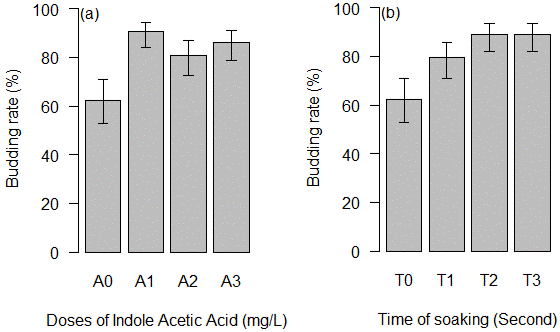 (a)
Budding rate (%)
100
80
60
40
20
0
A0 A1 A2 A3
Doses of Indole Acetic Acid (mg/L)
(b)
Budding rate (%)
100
80
60
40
20
0
T0 T1 T2 T3
Time of soaking (Second)